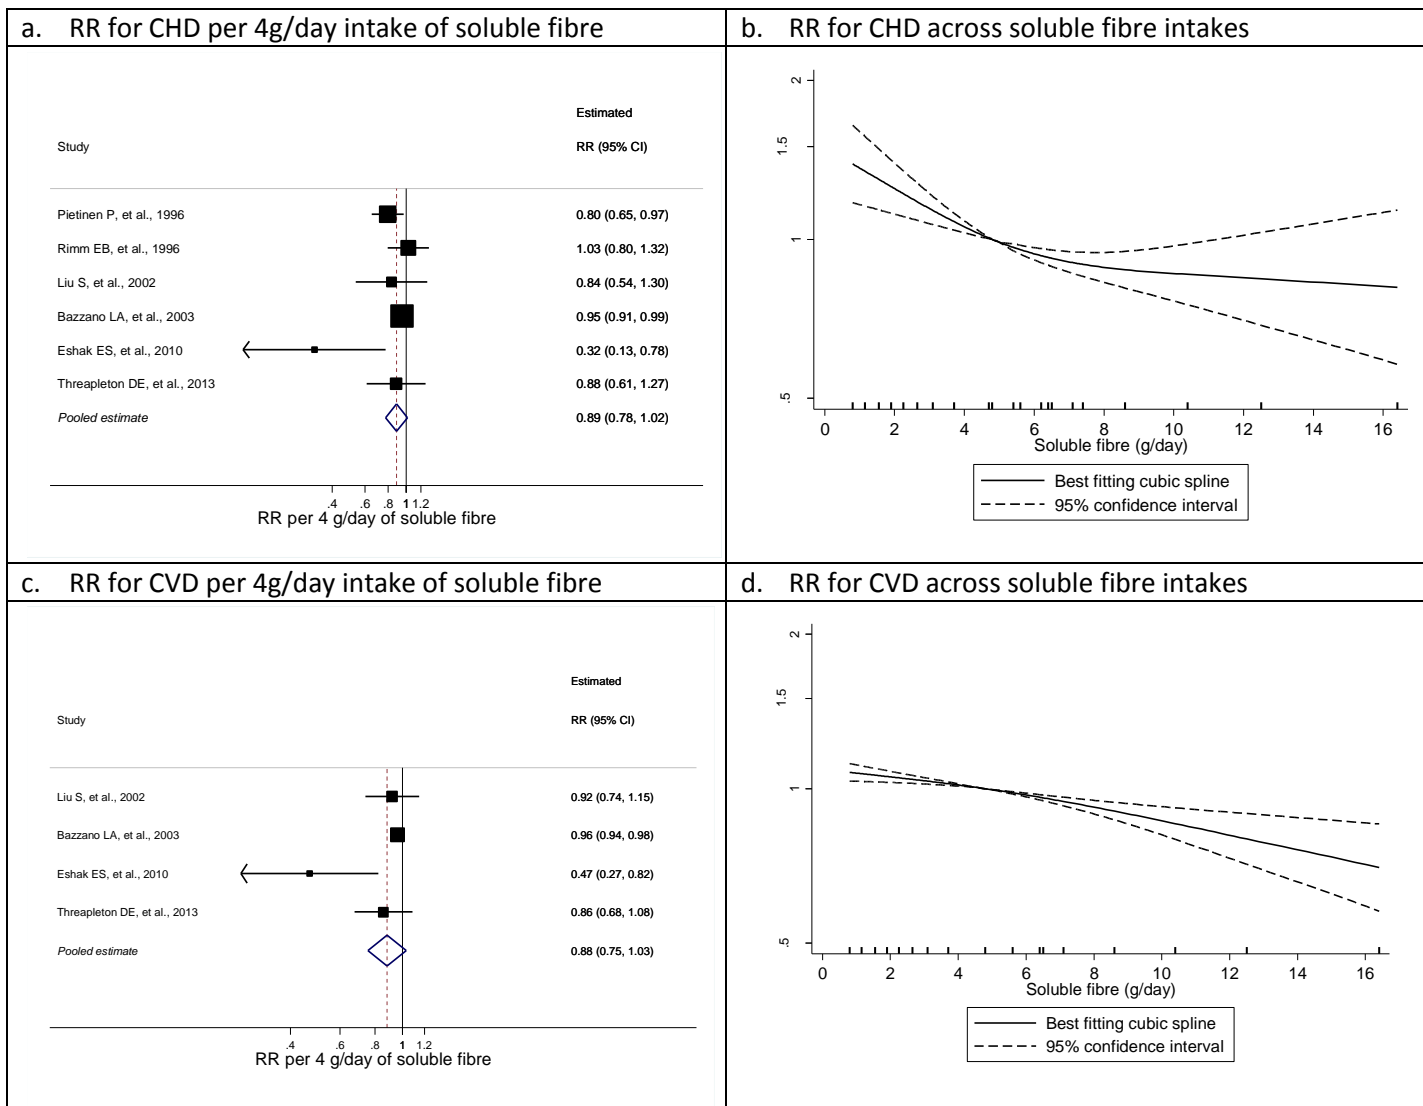 a. RR for CHD per 4g/day intake of soluble fibre
Estimated
Study RR (95% CI)
Pietinen P, et al., 1996 0.80 (0.65, 0.97)
Rimm EB, et al., 1996 1.03 (0.80, 1.32)
Liu S, et al., 2002 0.84 (0.54, 1.30)
Bazzano LA, et al., 2003 0.95 (0.91, 0.99)
Eshak ES, et al., 2010 0.32 (0.13, 0.78)
Threapleton DE, et al., 2013 0.88 (0.61, 1.27)
Pooled estimate 0.89 (0.78, 1.02)
.4 .6 .8 1 1.2
RR per 4 g/day of soluble fibre
b. RR for CHD across soluble fibre intakes
2
1.5
1
.5
0 2 4 6 8 10 12 14 16
Soluble fibre (g/day)
Best fitting cubic spline
95% confidence interval
c. RR for CVD per 4g/day intake of soluble fibre
Estimated
Study RR (95% CI)
Liu S, et al., 2002 0.92 (0.74, 1.15)
Bazzano LA, et al., 2003 0.96 (0.94, 0.98)
Eshak ES, et al., 2010 0.47 (0.27, 0.82)
Threapleton DE, et al., 2013 0.86 (0.68, 1.08)
Pooled estimate 0.88 (0.75, 1.03)
.4 .6 .8 1 1.2
RR per 4 g/day of soluble fibre
d. RR for CVD across soluble fibre intakes
2
1.5
1
.5
0 2 4 6 8 10 12 14 16
Soluble fibre (g/day)
Best fitting cubic spline
95% confidence interval